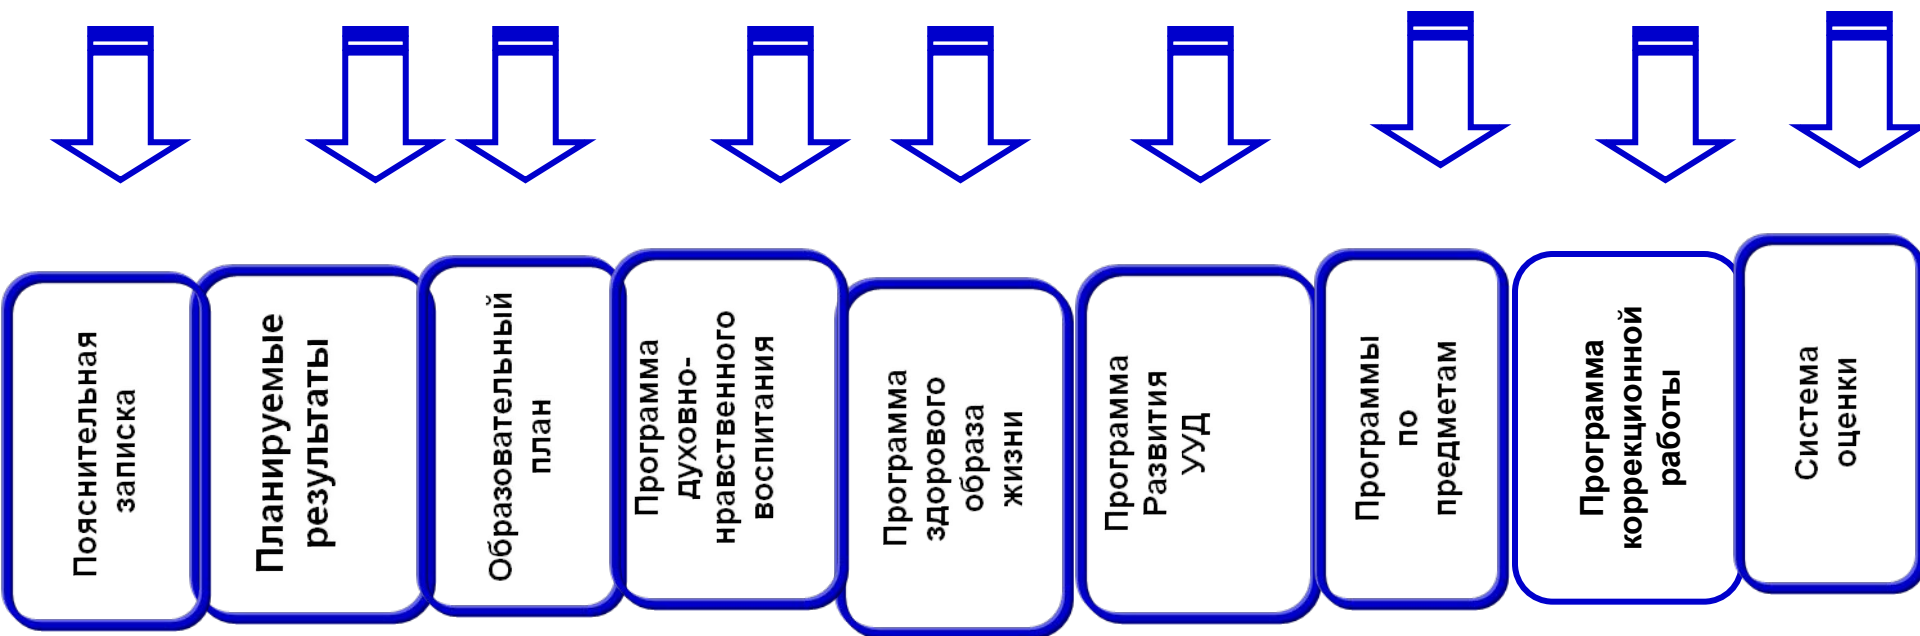 Пояснительная
записка
Планируемые
результаты
Образовательный
план
Программа
духовно-
нравственного
воспитания
Программа
здорового
образа
жизни
Программа
Развития
УУД
Программы
по
предметам
Программа
коррекционной
работы
Система
оценки